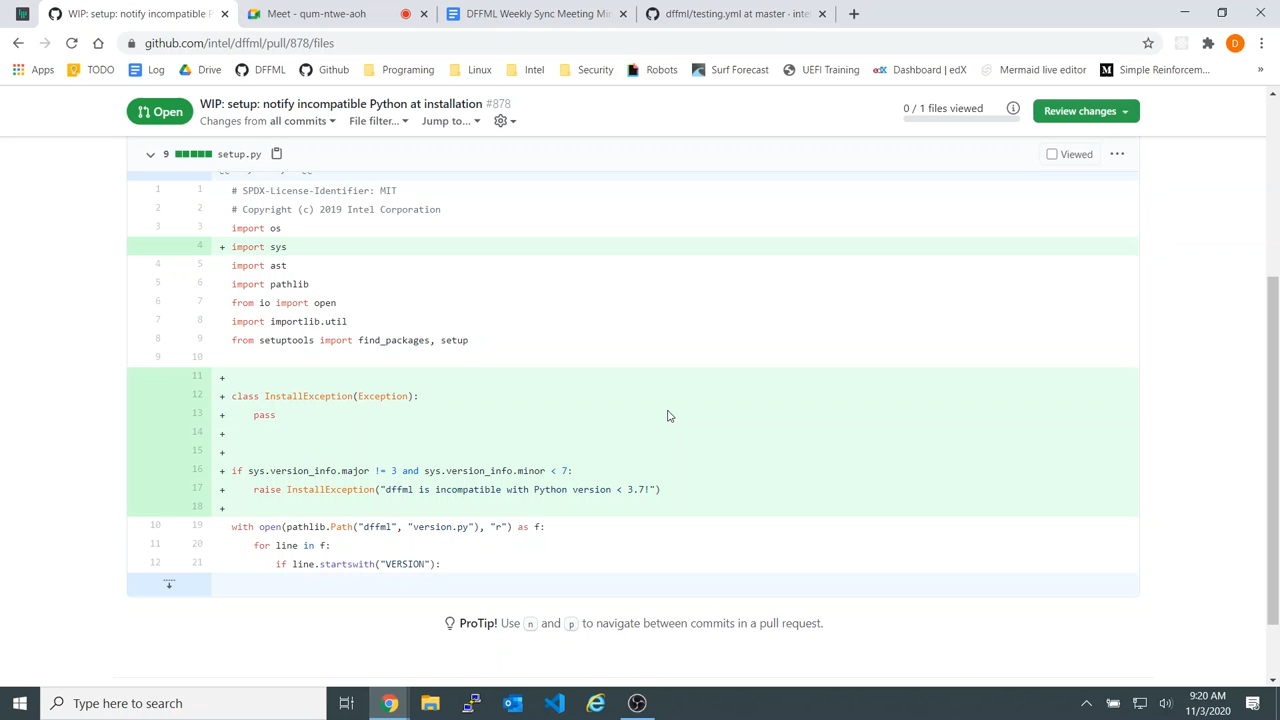 WIP: setup: notify incompatible P
Meet - qum-ntwe-aoh
DFFML Weekly Sync Meeting Min
dffml/testing.yml at master · inte
github.com/intel/dffml/pull/878/files
D
Apps
TODO
Log
Drive
DFFML
Github
Programing
Linux
Intel
Security
Robots
Surf Forecast
UEFI Training
Dashboard | edX
Mermaid live editor
Simple Reinforcem...
»
Open
WIP: setup: notify incompatible Python at installation #878
Changes from all commits
File filter...
Jump to...
0 / 1 files viewed
Review changes
9 setup.py
Viewed
1 1 # SPDX-License-Identifier: MIT
2 2 # Copyright (c) 2019 Intel Corporation
3 3 import os
4 + import sys
4 5 import ast
5 6 import pathlib
6 7 from io import open
7 8 import importlib.util
8 9 from setuptools import find_packages, setup
9 10
11 +
12 + class InstallException(Exception):
13 + pass
14 +
15 +
16 + if sys.version_info.major != 3 and sys.version_info.minor < 7:
17 + raise InstallException("dffml is incompatible with Python version < 3.7!")
18 +
10 19 with open(pathlib.Path("dffml", "version.py"), "r") as f:
11 20 for line in f:
12 21 if line.startswith("VERSION"):
ProTip! Use n and p to navigate between commits in a pull request.
Type here to search
9:20 AM
11/3/2020